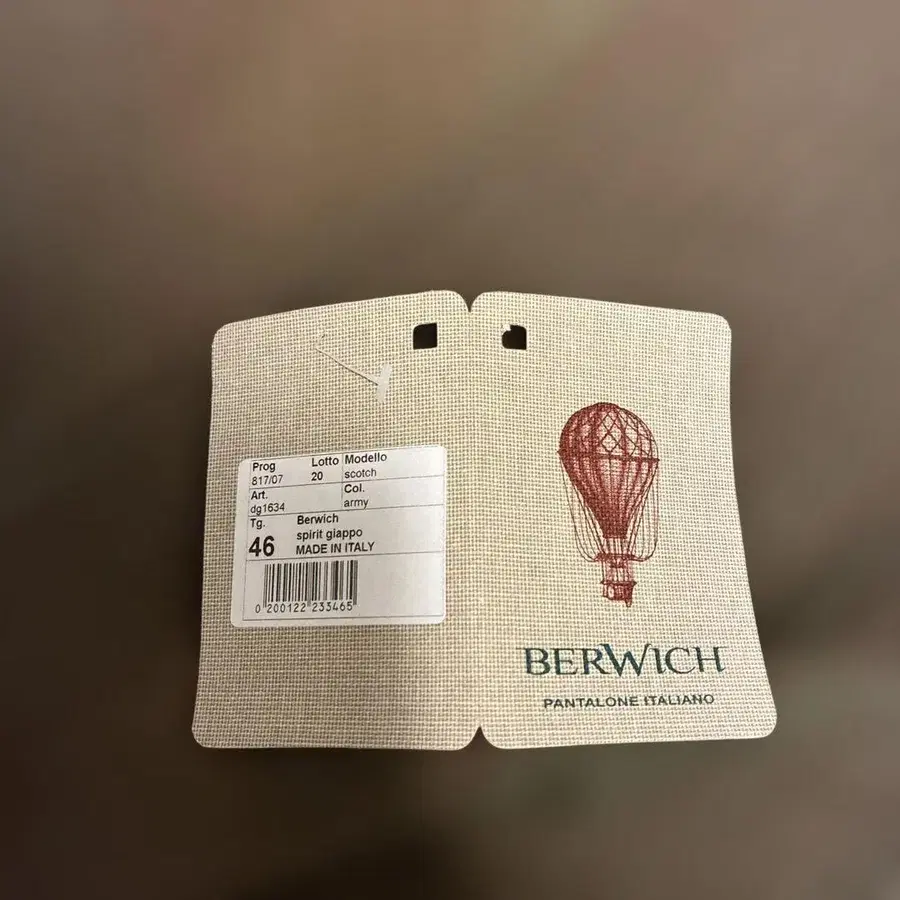 Prog Lotto Modello
817/07 20 scotch
Art. Col.
dg1634 army
Tg. Berwich
46 spirit giappo
MADE IN ITALY
0 200122 233465
BERWICH
PANTALONE ITALIANO